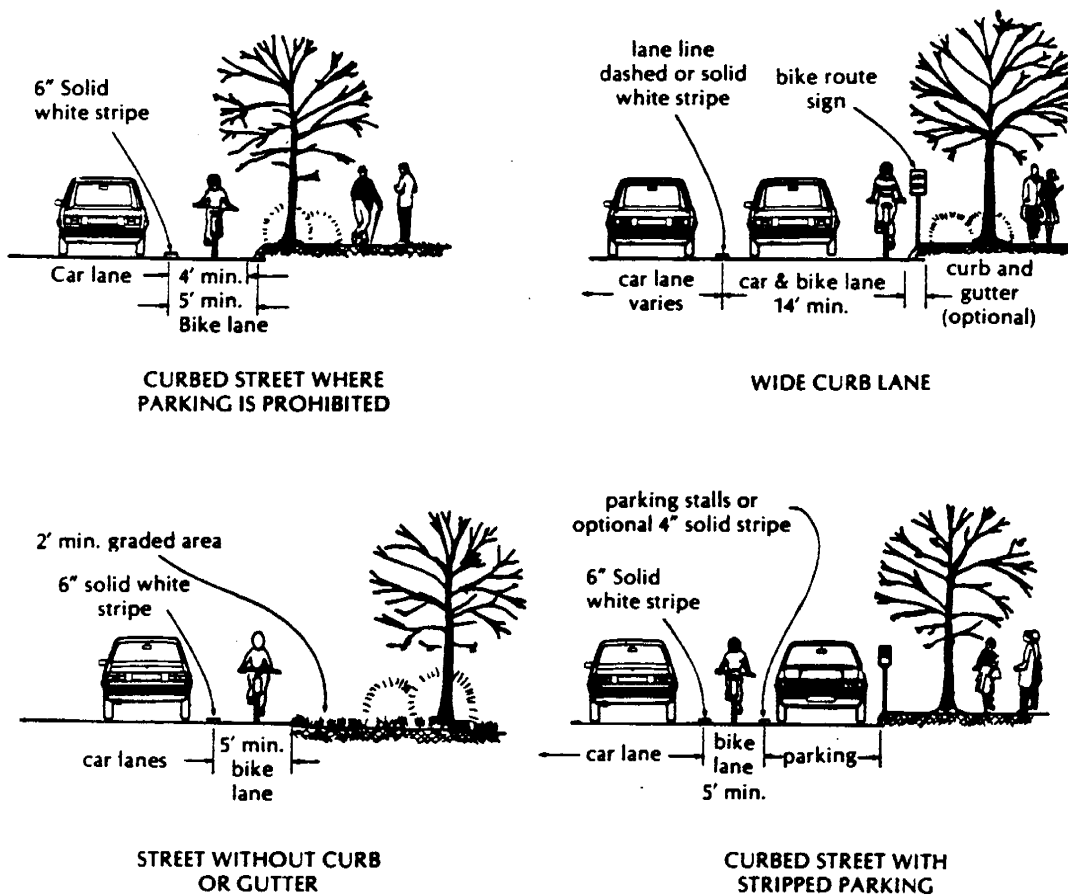 6" Solid
white stripe
Car lane
4' min.
5' min.
Bike lane
CURBED STREET WHERE
PARKING IS PROHIBITED
lane line
dashed or solid
white stripe
bike route
sign
car lane
varies
car & bike lane
14' min.
curb and
gutter
(optional)
WIDE CURB LANE
2' min. graded area
6" solid white
stripe
car lanes
5' min.
bike
lane
STREET WITHOUT CURB
OR GUTTER
parking stalls or
optional 4" solid stripe
6" Solid
white stripe
car lane
bike
lane
5' min.
parking
CURBED STREET WITH
STRIPPED PARKING